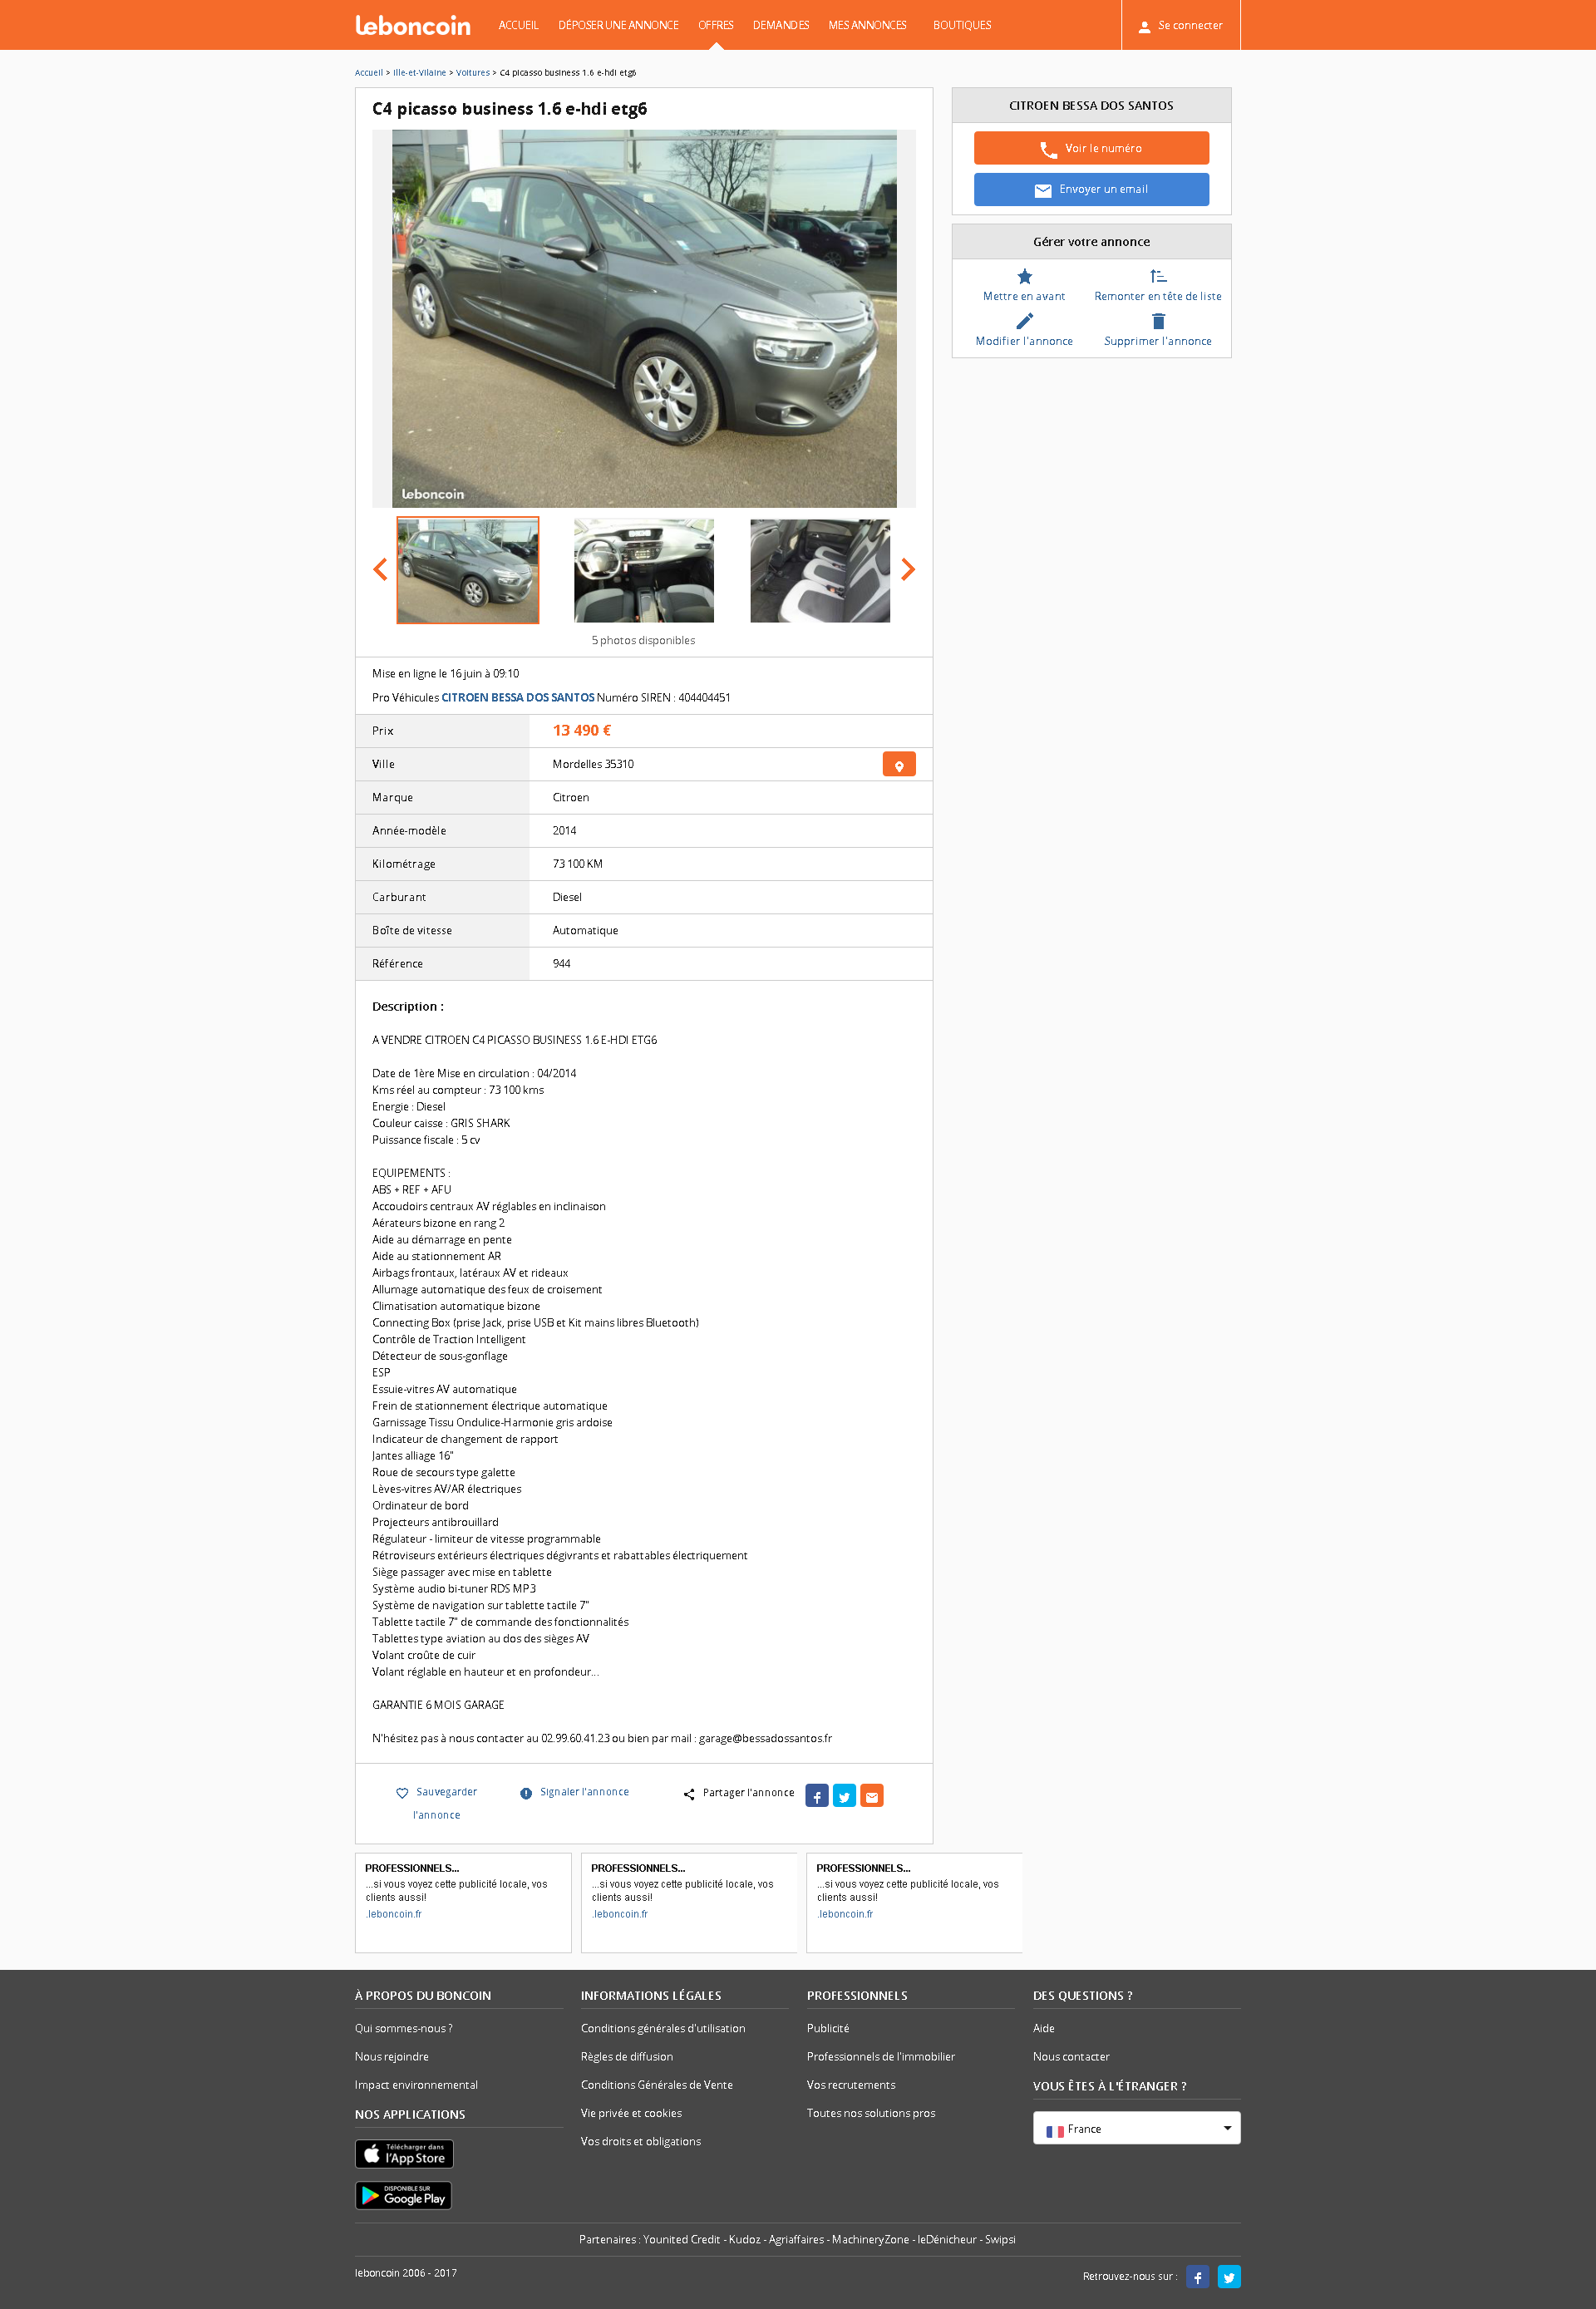 leboncoin ACCUEIL DÉPOSER UNE ANNONCE OFFRES DEMANDES MES ANNONCES BOUTIQUES Se connecter
Accueil > Ille-et-Vilaine > Voitures > C4 picasso business 1.6 e-hdi etg6
C4 picasso business 1.6 e-hdi etg6
leboncoin
5 photos disponibles
Mise en ligne le 16 juin à 09:10
Pro Véhicules CITROEN BESSA DOS SANTOS Numéro SIREN : 404404451
Prix 13 490 €
Ville Mordelles 35310
Marque Citroen
Année-modèle 2014
Kilométrage 73 100 KM
Carburant Diesel
Boîte de vitesse Automatique
Référence 944
Description :
A VENDRE CITROEN C4 PICASSO BUSINESS 1.6 E-HDI ETG6
Date de 1ère Mise en circulation : 04/2014
Kms réel au compteur : 73 100 kms
Energie : Diesel
Couleur caisse : GRIS SHARK
Puissance fiscale : 5 cv
EQUIPEMENTS :
ABS + REF + AFU
Accoudoirs centraux AV réglables en inclinaison
Aérateurs bizone en rang 2
Aide au démarrage en pente
Aide au stationnement AR
Airbags frontaux, latéraux AV et rideaux
Allumage automatique des feux de croisement
Climatisation automatique bizone
Connecting Box (prise Jack, prise USB et Kit mains libres Bluetooth)
Contrôle de Traction Intelligent
Détecteur de sous-gonflage
ESP
Essuie-vitres AV automatique
Frein de stationnement électrique automatique
Garnissage Tissu Ondulice-Harmonie gris ardoise
Indicateur de changement de rapport
Jantes alliage 16"
Roue de secours type galette
Lèves-vitres AV/AR électriques
Ordinateur de bord
Projecteurs antibrouillard
Régulateur - limiteur de vitesse programmable
Rétroviseurs extérieurs électriques dégivrants et rabattables électriquement
Siège passager avec mise en tablette
Système audio bi-tuner RDS MP3
Système de navigation sur tablette tactile 7"
Tablette tactile 7" de commande des fonctionnalités
Tablettes type aviation au dos des sièges AV
Volant croûte de cuir
Volant réglable en hauteur et en profondeur...
GARANTIE 6 MOIS GARAGE
N'hésitez pas à nous contacter au 02.99.60.41.23 ou bien par mail : garage@bessadossantos.fr
Sauvegarder
l'annonce
Signaler l'annonce
Partager l'annonce
CITROEN BESSA DOS SANTOS
Voir le numéro
Envoyer un email
Gérer votre annonce
Mettre en avant Remonter en tête de liste
Modifier l'annonce Supprimer l'annonce
PROFESSIONNELS...
...si vous voyez cette publicité locale, vos
clients aussi!
.leboncoin.fr
PROFESSIONNELS...
...si vous voyez cette publicité locale, vos
clients aussi!
.leboncoin.fr
PROFESSIONNELS...
...si vous voyez cette publicité locale, vos
clients aussi!
.leboncoin.fr
À PROPOS DU BONCOIN
Qui sommes-nous ?
Nous rejoindre
Impact environnemental
NOS APPLICATIONS
Télécharger dans
l'App Store
DISPONIBLE SUR
Google Play
INFORMATIONS LÉGALES
Conditions générales d'utilisation
Règles de diffusion
Conditions Générales de Vente
Vie privée et cookies
Vos droits et obligations
PROFESSIONNELS
Publicité
Professionnels de l'immobilier
Vos recrutements
Toutes nos solutions pros
DES QUESTIONS ?
Aide
Nous contacter
VOUS ÊTES À L'ÉTRANGER ?
France
Partenaires : Younited Credit - Kudoz - Agriaffaires - MachineryZone - leDénicheur - Swipsi
leboncoin 2006 - 2017
Retrouvez-nous sur :